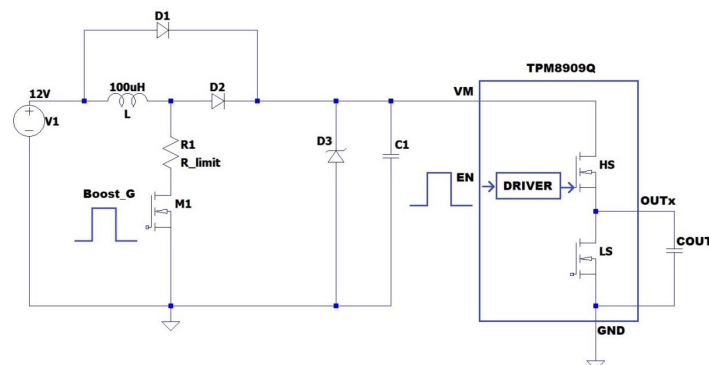 D1
TPM8909Q
12V
100uH
D2
VM
L
V1
R1
R_limit
D3
C1
EN
DRIVER
HS
OUTx
Boost_G
M1
LS
COUT
GND